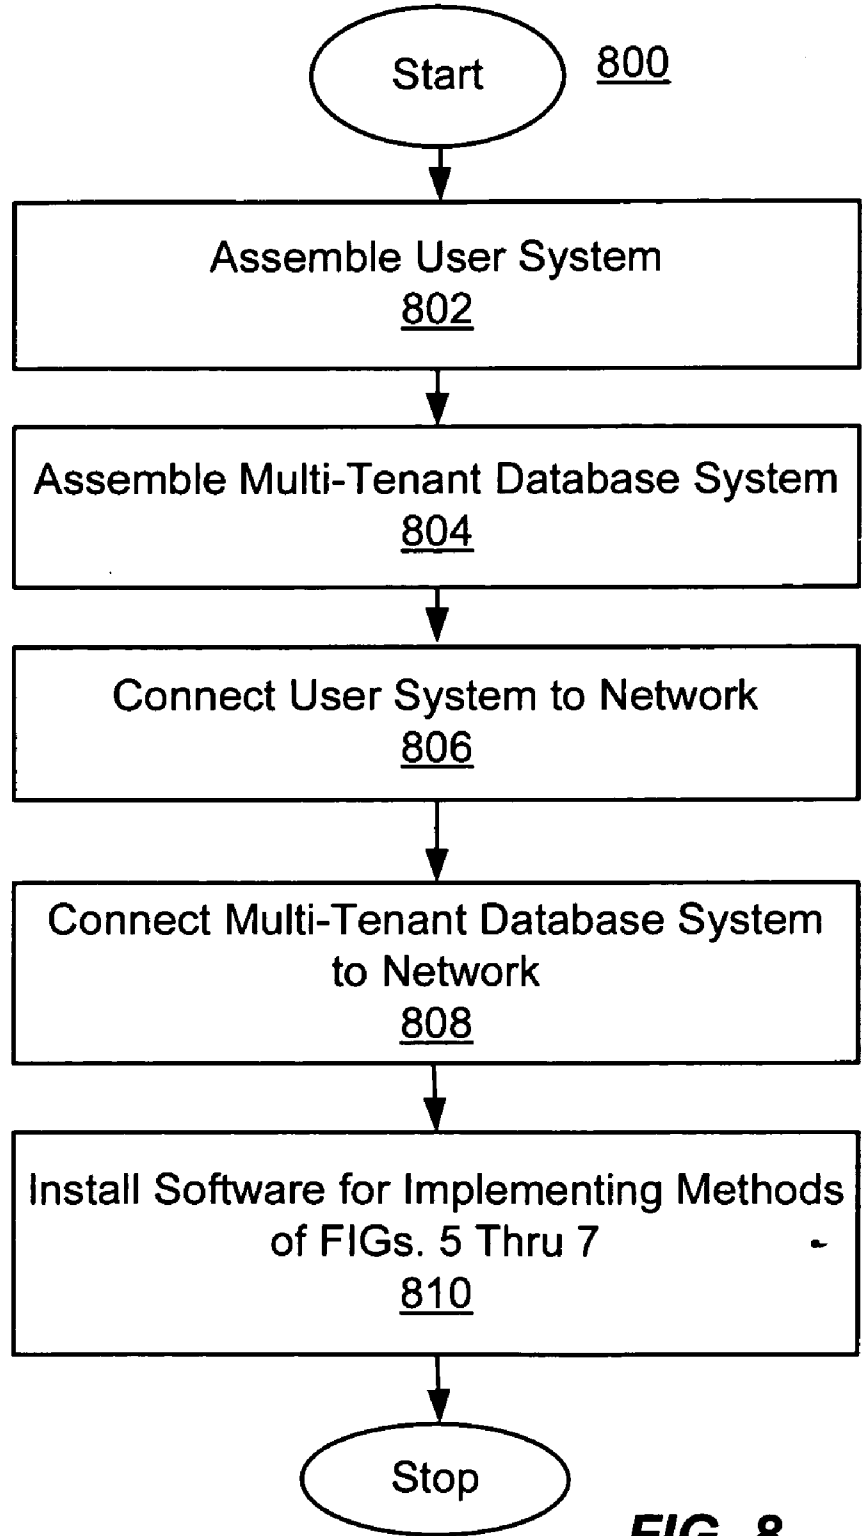 Start
800
Assemble User System
802
Assemble Multi-Tenant Database System
804
Connect User System to Network
806
Connect Multi-Tenant Database System
to Network
808
Install Software for Implementing Methods
of FIGs. 5 Thru 7
810
Stop
FIG. 8